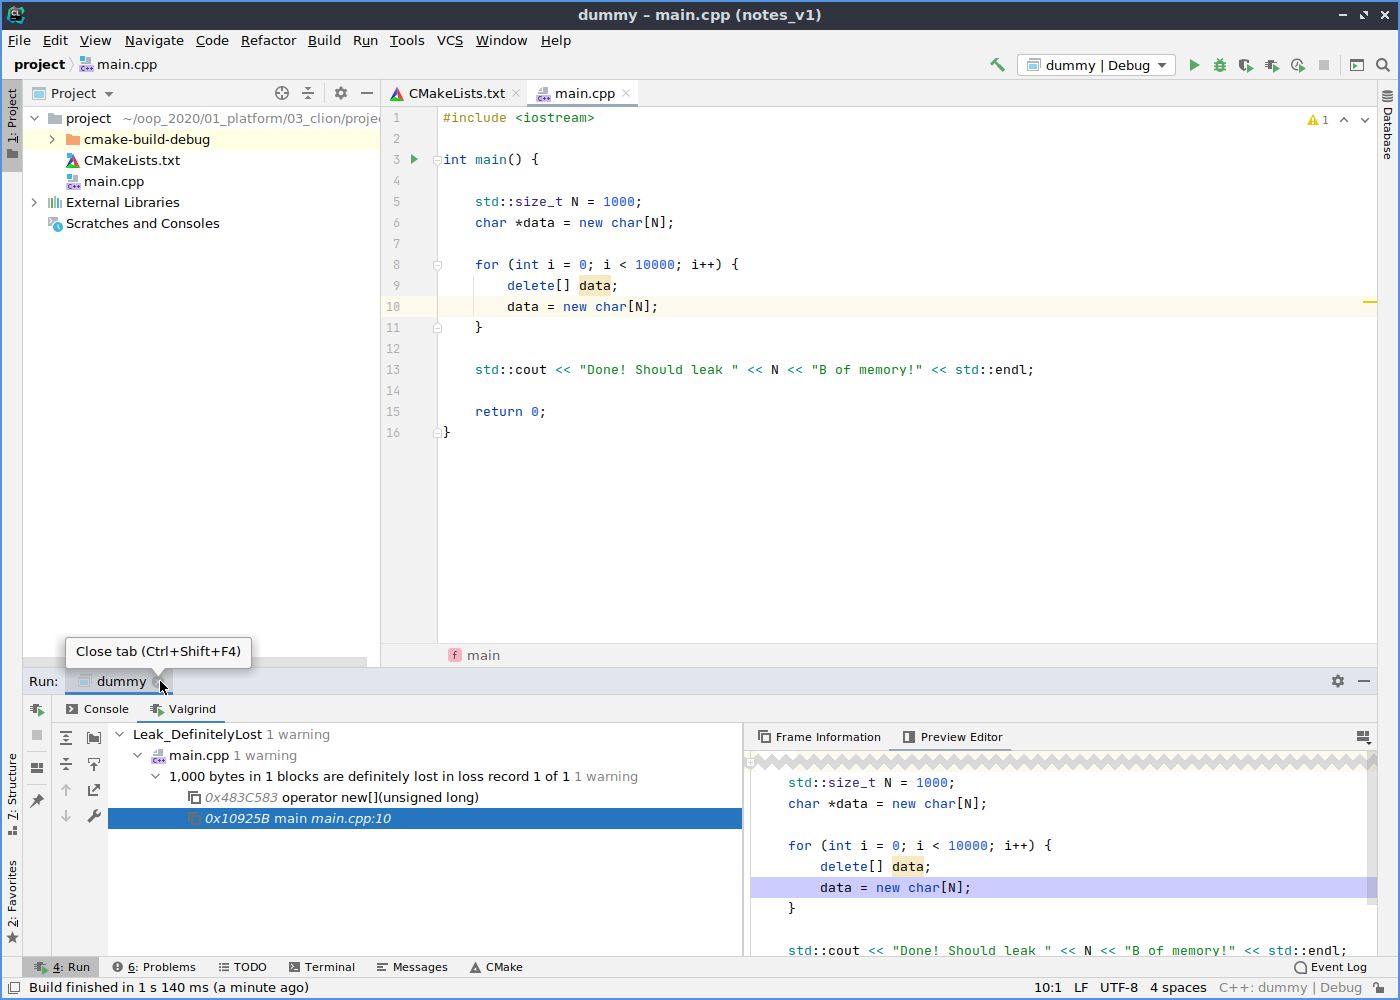 dummy – main.cpp (notes_v1)
File Edit View Navigate Code Refactor Build Run Tools VCS Window Help
project main.cpp dummy | Debug
1: Project
Project
project ~/oop_2020/01_platform/03_clion/projec
cmake-build-debug
CMakeLists.txt
main.cpp
External Libraries
Scratches and Consoles
CMakeLists.txt main.cpp
1
1 #include <iostream>
2
3 int main() {
4
5 std::size_t N = 1000;
6 char *data = new char[N];
7
8 for (int i = 0; i < 10000; i++) {
9 delete[] data;
10 data = new char[N];
11 }
12
13 std::cout << "Done! Should leak " << N << "B of memory!" << std::endl;
14
15 return 0;
16 }
Database
f main
Close tab (Ctrl+Shift+F4)
Run: dummy
Console Valgrind
Leak_DefinitelyLost 1 warning
main.cpp 1 warning
1,000 bytes in 1 blocks are definitely lost in loss record 1 of 1 1 warning
0x483C583 operator new[](unsigned long)
0x10925B main main.cpp:10
Frame Information Preview Editor
std::size_t N = 1000;
char *data = new char[N];
for (int i = 0; i < 10000; i++) {
delete[] data;
data = new char[N];
}
std::cout << "Done! Should leak " << N << "B of memory!" << std::endl;
7: Structure
2: Favorites
4: Run 6: Problems TODO Terminal Messages CMake Event Log
Build finished in 1 s 140 ms (a minute ago) 10:1 LF UTF-8 4 spaces C++: dummy | Debug